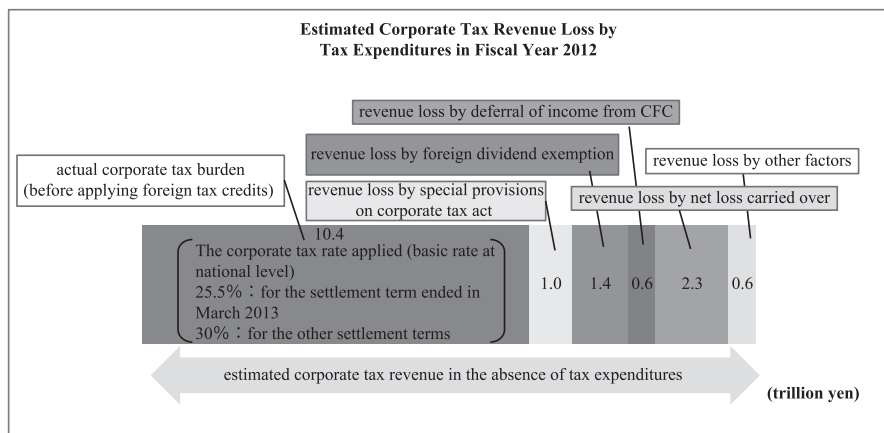 Estimated Corporate Tax Revenue Loss by
Tax Expenditures in Fiscal Year 2012
revenue loss by deferral of income from CFC
revenue loss by foreign dividend exemption
revenue loss by other factors
actual corporate tax burden
(before applying foreign tax credits)
revenue loss by special provisions
on corporate tax act
revenue loss by net loss carried over
10.4
The corporate tax rate applied (basic rate at
national level)
25.5%：for the settlement term ended in
March 2013
30%：for the other settlement terms
1.0
1.4
0.6
2.3
0.6
estimated corporate tax revenue in the absence of tax expenditures
(trillion yen)